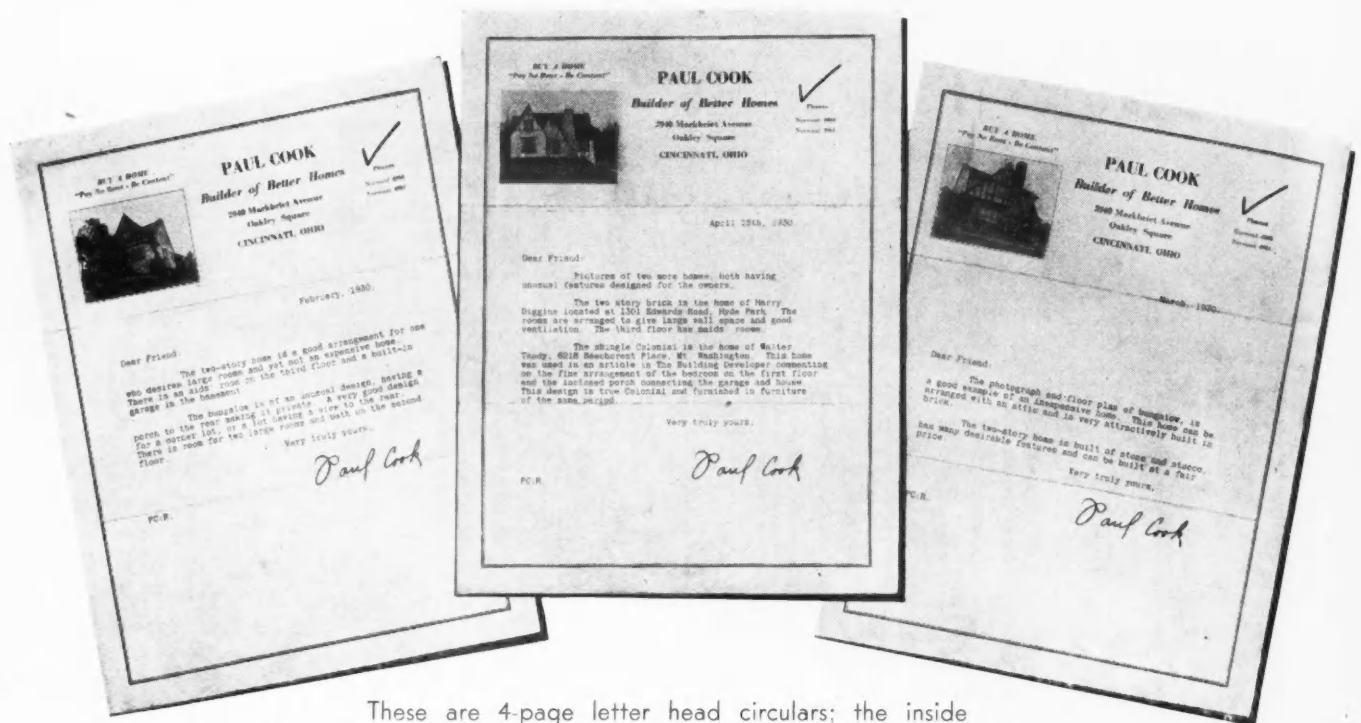 BUY A HOME
"Pay No Rent - Be Content"
PAUL COOK
Builder of Better Homes
2940 Markbreit Avenue
Oakley Square
CINCINNATI, OHIO
Phones
February, 1930.
Dear Friend:
The two-story home is a good arrangement for one
who desires large rooms and yet not an expensive home.
There is an aids' room on the third floor and a built-in
garage in the basement
The bungalow is of an unusual design, having a
porch to the rear making it private. A very good design
for a corner lot, or a lot having a view to the rear.
There is room for two large rooms and bath on the second
floor.
Very truly yours,
Paul Cook
PC:R.
BUY A HOME
"Pay No Rent - Be Content"
PAUL COOK
Builder of Better Homes
2940 Markbreit Avenue
Oakley Square
CINCINNATI, OHIO
Phones
April 15th, 1930
Dear Friend:
Pictures of two more homes, both having
unusual features designed for the owners.
The two story brick is the home of Harry
Diggins located at 1301 Edwards Road, Hyde Park. The
rooms are arranged to give large wall space and good
ventilation. The third floor has maids' rooms
The shingle Colonial is the home of Walter
Tandy, 6218 Beechcrest Place, Mt. Washington. This home
was used in an article in The Building Developer commenting
on the fine arrangement of the bedroom on the first floor
and the inclosed porch connecting the garage and house
This design is true Colonial and furnished in furniture
of the same period.
Very truly yours,
Paul Cook
PC:R.
BUY A HOME
"Pay No Rent - Be Content"
PAUL COOK
Builder of Better Homes
2940 Markbreit Avenue
Oakley Square
CINCINNATI, OHIO
Phones
March, 1930.
Dear Friend:
The photograph and floor plan of bungalow, is
a good example of an inexpensive home. This home can be
arranged with an attic and is very attractively built in
brick.
The two-story home is built of stone and stucco,
has many desirable features and can be built at a fair
price
Very truly yours,
Paul Cook
PC:R.
These are 4-page letter head circulars; the inside